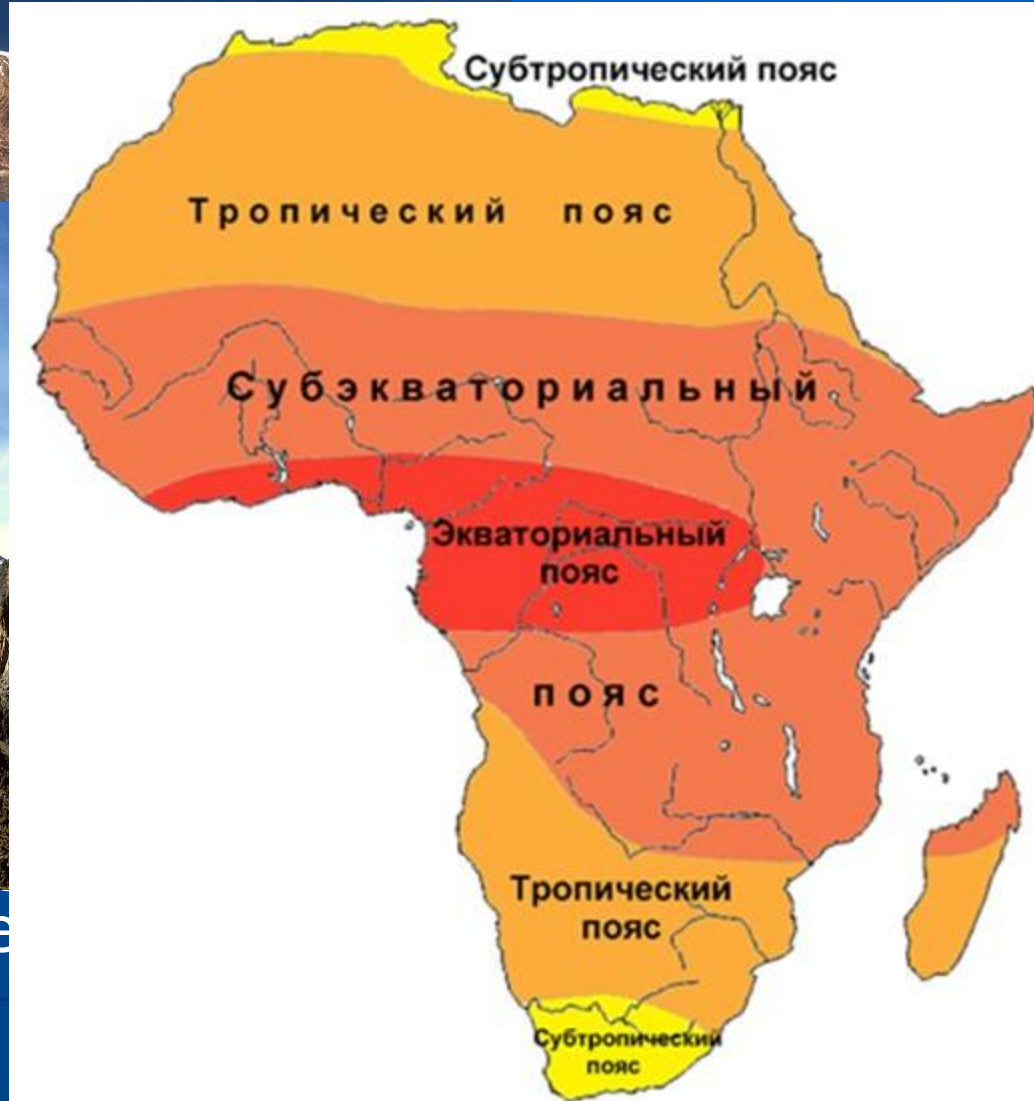 Субтропический пояс
Тропический пояс
Субэкваториальный
Экваториальный
пояс
пояс
Тропический
пояс
Субтропический
пояс